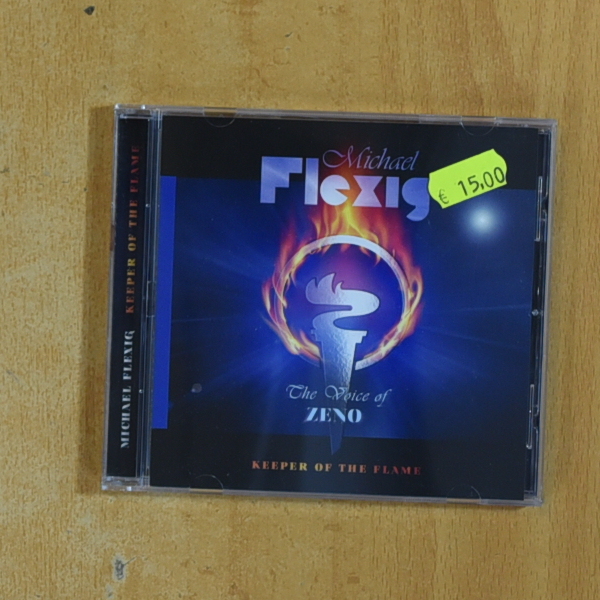 MICHAEL FLEXIG KEEPER OF THE FLAME
Michael
Flexig
€ 15,00
The Voice of
ZENO
KEEPER OF THE FLAME